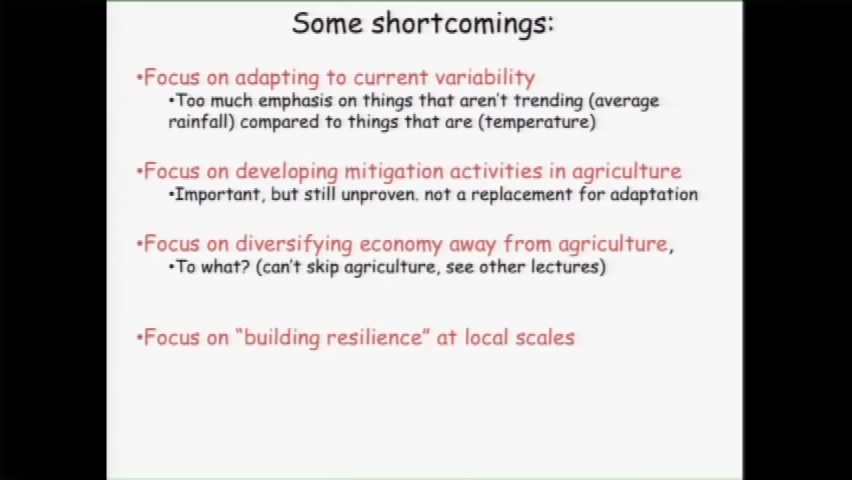 Some shortcomings:
•Focus on adapting to current variability
•Too much emphasis on things that aren't trending (average
rainfall) compared to things that are (temperature)
•Focus on developing mitigation activities in agriculture
•Important, but still unproven. not a replacement for adaptation
•Focus on diversifying economy away from agriculture,
•To what? (can't skip agriculture, see other lectures)
•Focus on "building resilience" at local scales